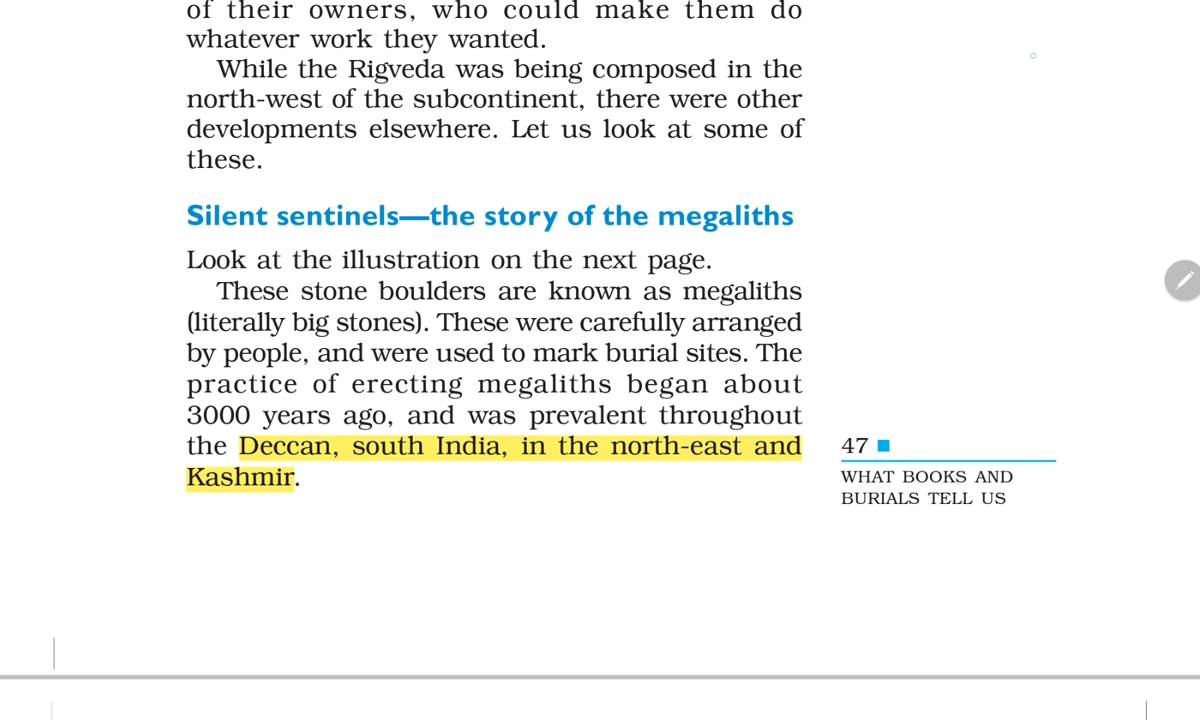 of their owners, who could make them do
whatever work they wanted.
While the Rigveda was being composed in the
north-west of the subcontinent, there were other
developments elsewhere. Let us look at some of
these.
Silent sentinels—the story of the megaliths
Look at the illustration on the next page.
These stone boulders are known as megaliths
(literally big stones). These were carefully arranged
by people, and were used to mark burial sites. The
practice of erecting megaliths began about
3000 years ago, and was prevalent throughout
the Deccan, south India, in the north-east and
Kashmir.
47
WHAT BOOKS AND
BURIALS TELL US